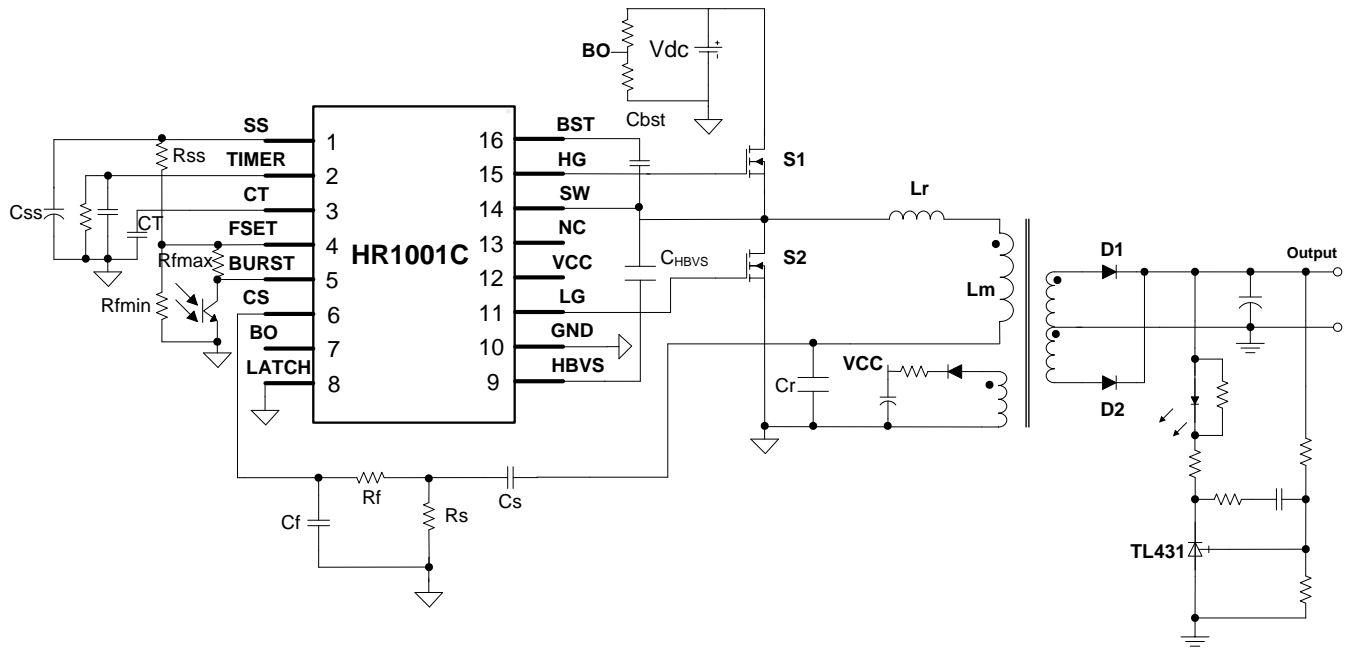 BO
Vdc
+
-
Cbst
SS
1
Rss
TIMER
2
Css
CT
3
CT
FSET
4
Rfmax
BURST
5
Rfmin
CS
6
BO
7
LATCH
8
HR1001C
16
BST
15
HG
14
SW
13
NC
12
VCC
11
LG
10
GND
9
HBVS
CHBVS
S1
S2
Lr
Lm
Cr
VCC
D1
D2
Output
TL431
Rf
Cf
Rs
Cs